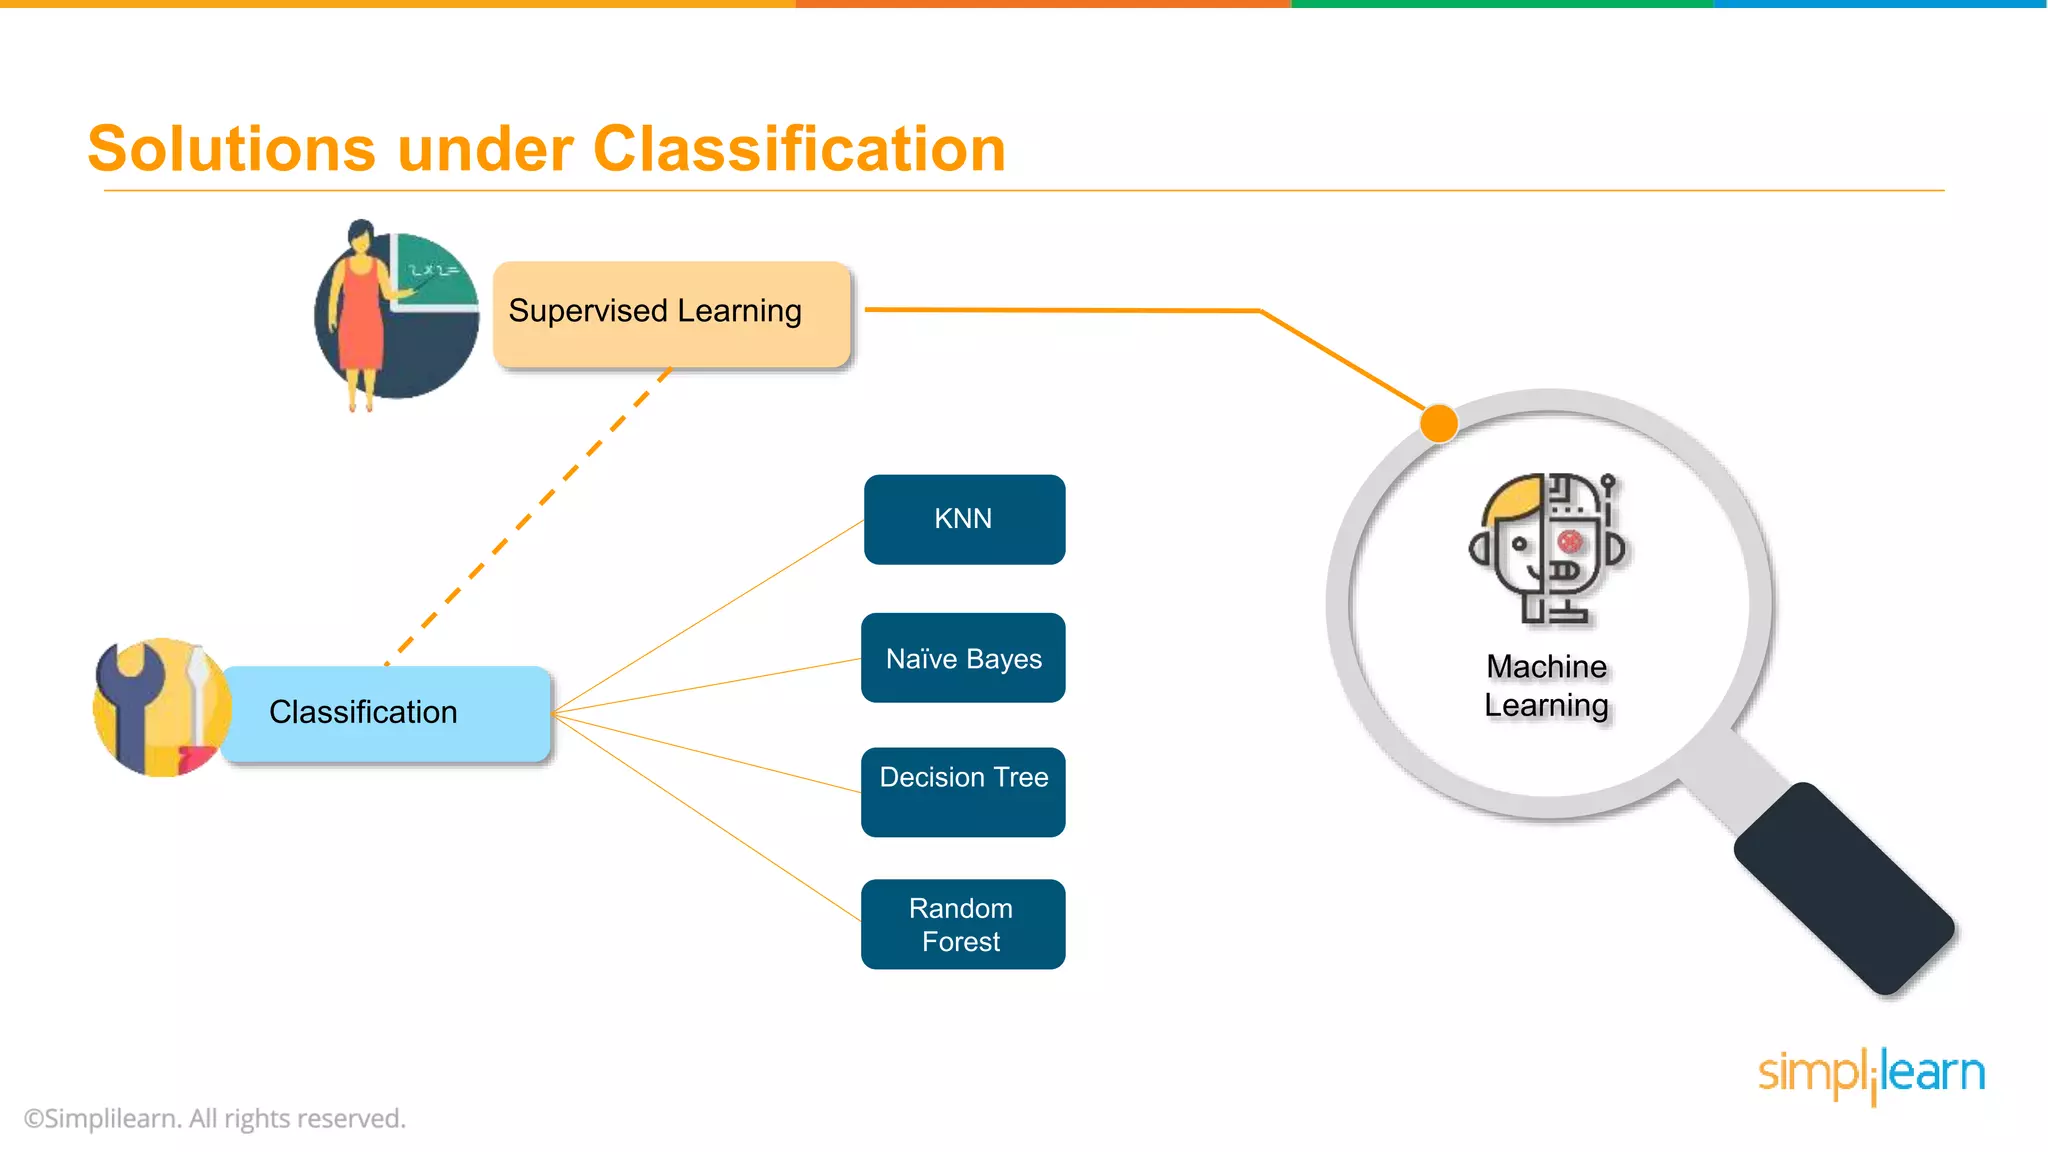 Solutions under Classification
2x2=
Supervised Learning
KNN
Naïve Bayes
Classification
Decision Tree
Random
Forest
Machine
Learning
simplilearn
©Simplilearn. All rights reserved.